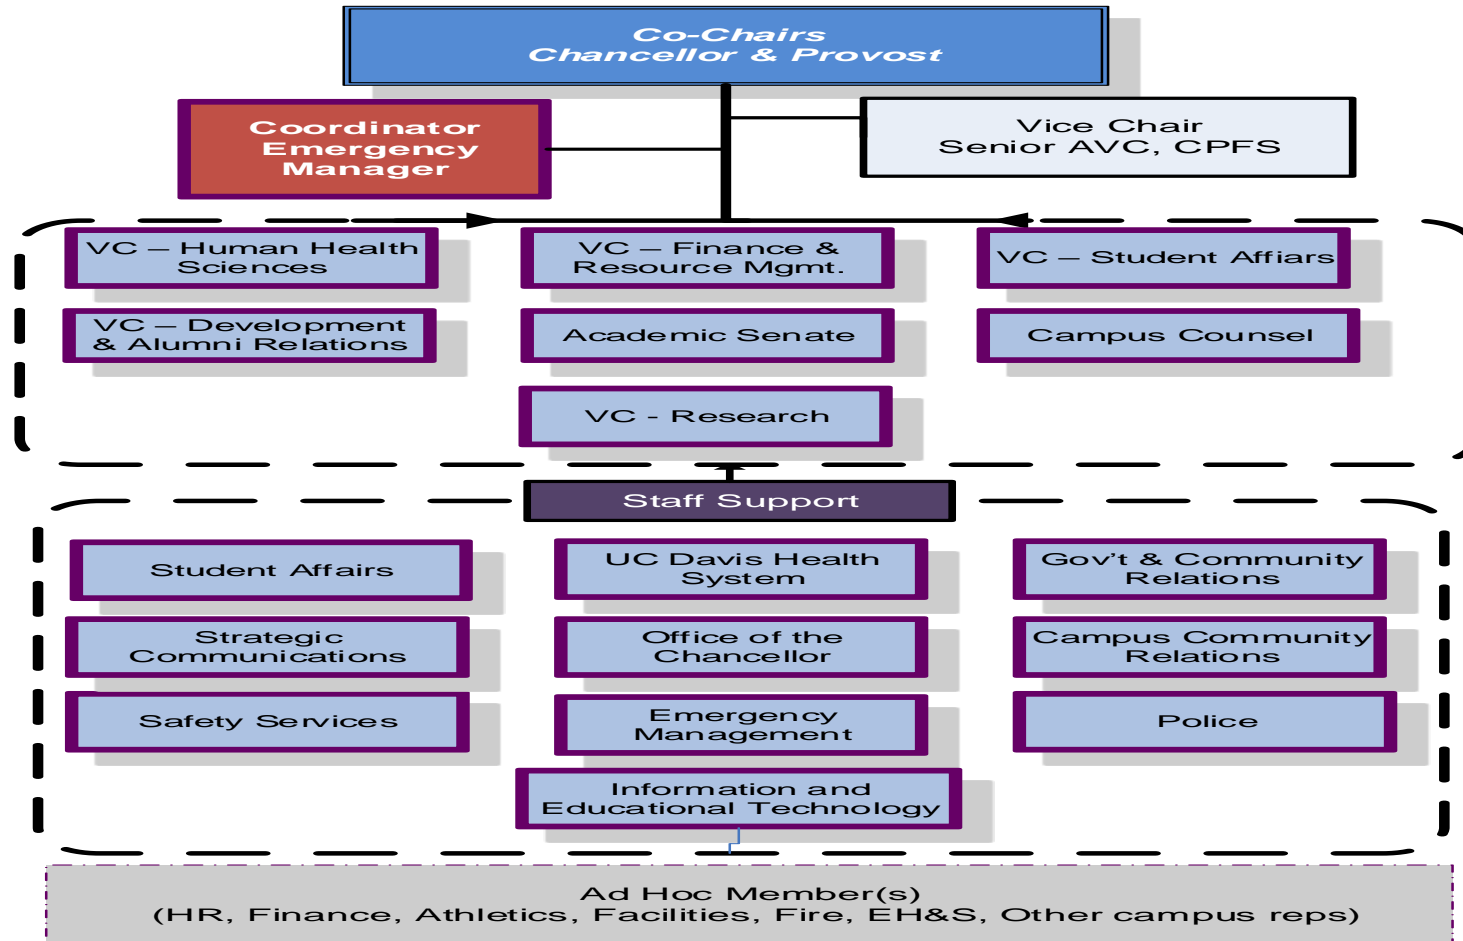 Co-Chairs
Chancellor & Provost
Coordinator
Emergency
Manager
Vice Chair
Senior AVC, CPFS
VC – Human Health
Sciences
VC – Finance &
Resource Mgmt.
VC – Student Affiars
VC – Development
& Alumni Relations
Academic Senate
Campus Counsel
VC - Research
Staff Support
Student Affairs
UC Davis Health
System
Gov't & Community
Relations
Strategic
Communications
Office of the
Chancellor
Campus Community
Relations
Safety Services
Emergency
Management
Police
Information and
Educational Technology
Ad Hoc Member(s)
(HR, Finance, Athletics, Facilities, Fire, EH&S, Other campus reps)